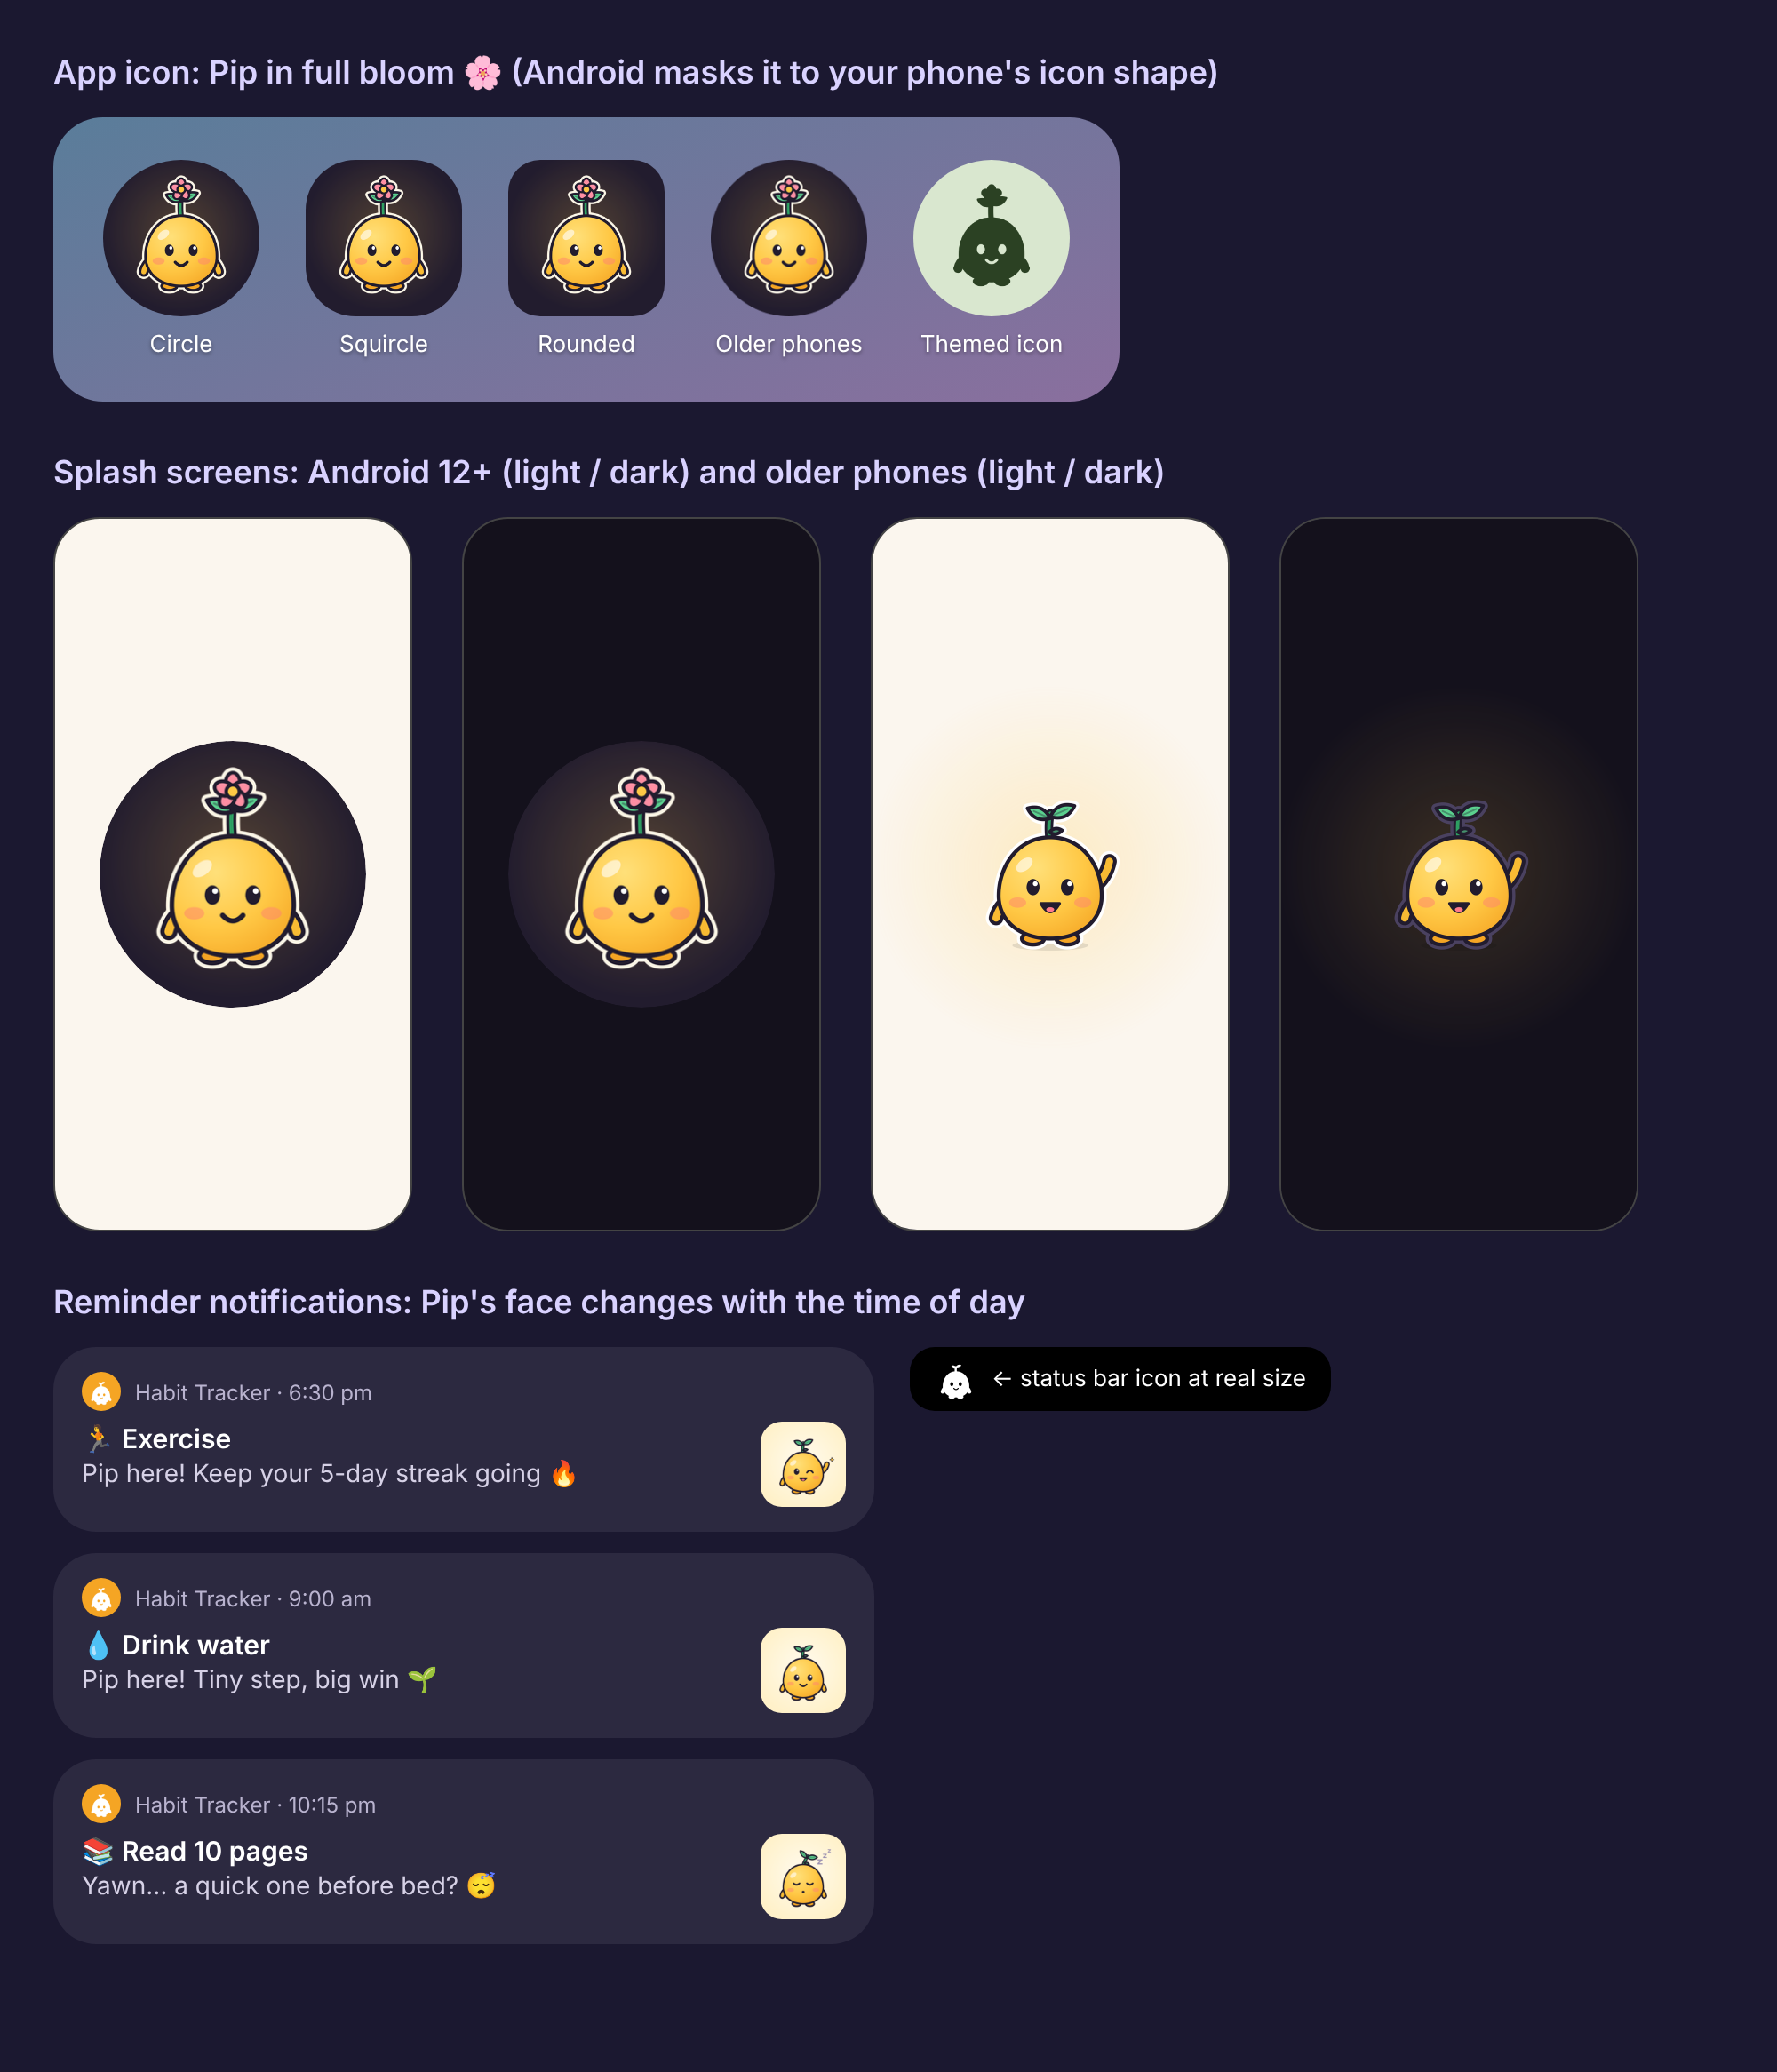 App icon: Pip in full bloom 🌸 (Android masks it to your phone's icon shape)
Circle
Squircle
Rounded
Older phones
Themed icon
Splash screens: Android 12+ (light / dark) and older phones (light / dark)
Reminder notifications: Pip's face changes with the time of day
Habit Tracker · 6:30 pm
🏃 Exercise
Pip here! Keep your 5-day streak going 🔥
← status bar icon at real size
Habit Tracker · 9:00 am
💧 Drink water
Pip here! Tiny step, big win 🌱
Habit Tracker · 10:15 pm
📚 Read 10 pages
Yawn... a quick one before bed? 😴
z z z